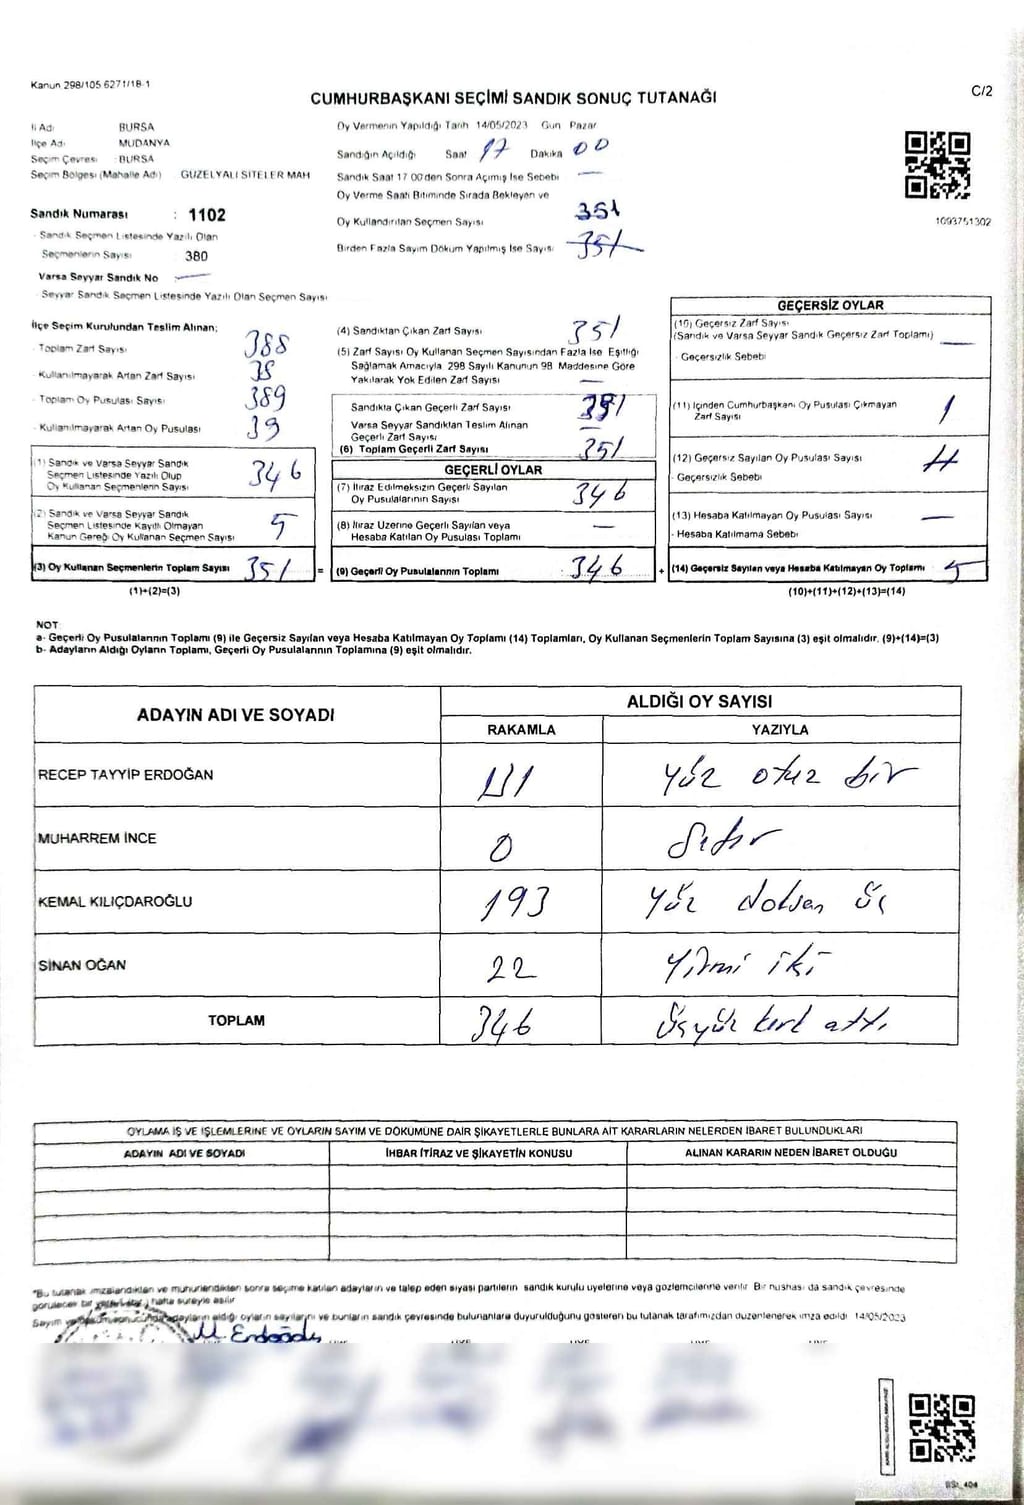 Kanun 298/105 6271/18-1
CUMHURBAŞKANI SEÇİMİ SANDIK SONUÇ TUTANAĞI
C/2
İl Adı BURSA
İlçe Adı MUDANYA
Seçim Çevresi : BURSA
Seçim Bölgesi (Mahalle Adı) GÜZELYALI SİTELER MAH
Sandık Numarası : 1102
- Sandık Seçmen Listesinde Yazılı Olan
Seçmenlerin Sayısı 380
Varsa Seyyar Sandık No —
- Seyyar Sandık Seçmen Listesinde Yazılı Olan Seçmen Sayısı
Oy Vermenin Yapıldığı Tarih 14/05/2023 Gün Pazar
Sandığın Açıldığı Saat 17 Dakika 00
Sandık Saat 17 00'den Sonra Açılmış İse Sebebi —
Oy Verme Saati Bitiminde Sırada Bekleyen ve
Oy Kullandırılan Seçmen Sayısı 351
Birden Fazla Sayım Döküm Yapılmış İse Sayısı 351
1093751302
İlçe Seçim Kurulundan Teslim Alınan;
- Toplam Zarf Sayısı 388
- Kullanılmayarak Artan Zarf Sayısı 38
- Toplam Oy Pusulası Sayısı 389
- Kullanılmayarak Artan Oy Pusulası 39
(1) Sandık ve Varsa Seyyar Sandık
Seçmen Listesinde Yazılı Olup
Oy Kullanan Seçmenlerin Sayısı 346
(2) Sandık ve Varsa Seyyar Sandık
Seçmen Listesinde Kayıtlı Olmayan
Kanun Gereği Oy Kullanan Seçmen Sayısı 5
(3) Oy Kullanan Seçmenlerin Toplam Sayısı 351 =
(1)+(2)=(3)
(4) Sandıktan Çıkan Zarf Sayısı 351
(5) Zarf Sayısı Oy Kullanan Seçmen Sayısından Fazla İse Eşitliği
Sağlamak Amacıyla 298 Sayılı Kanunun 98 Maddesine Göre
Yakılarak Yok Edilen Zarf Sayısı —
Sandıkta Çıkan Geçerli Zarf Sayısı 351
Varsa Seyyar Sandıktan Teslim Alınan
Geçerli Zarf Sayısı —
(6) Toplam Geçerli Zarf Sayısı 351
GEÇERLİ OYLAR
(7) İtiraz Edilmeksizin Geçerli Sayılan
Oy Pusulalarının Sayısı 346
(8) İtiraz Üzerine Geçerli Sayılan veya
Hesaba Katılan Oy Pusulası Toplamı —
(9) Geçerli Oy Pusulalarının Toplamı 346 +
GEÇERSİZ OYLAR
(10) Geçersiz Zarf Sayısı
(Sandık ve Varsa Seyyar Sandık Geçersiz Zarf Toplamı) —
- Geçersizlik Sebebi
(11) İçinden Cumhurbaşkanı Oy Pusulası Çıkmayan
Zarf Sayısı 1
(12) Geçersiz Sayılan Oy Pusulası Sayısı 4
- Geçersizlik Sebebi
(13) Hesaba Katılmayan Oy Pusulası Sayısı —
- Hesaba Katılmama Sebebi
(14) Geçersiz Sayılan veya Hesaba Katılmayan Oy Toplamı 5
(10)+(11)+(12)+(13)=(14)
NOT
a- Geçerli Oy Pusulalarının Toplamı (9) ile Geçersiz Sayılan veya Hesaba Katılmayan Oy Toplamı (14) Toplamları, Oy Kullanan Seçmenlerin Toplam Sayısına (3) eşit olmalıdır. (9)+(14)=(3)
b- Adayların Aldığı Oyların Toplamı, Geçerli Oy Pusulalarının Toplamına (9) eşit olmalıdır.
ADAYIN ADI VE SOYADI ALDIĞI OY SAYISI
RAKAMLA YAZIYLA
RECEP TAYYİP ERDOĞAN 131 Yüz otuz bir
MUHARREM İNCE 0 Sıfır
KEMAL KILIÇDAROĞLU 193 Yüz doksan üç
SİNAN OĞAN 22 Yirmi iki
TOPLAM 346 Üçyüz kırk altı
OYLAMA İŞ VE İŞLEMLERİNE VE OYLARIN SAYIM VE DÖKÜMÜNE DAİR ŞİKAYETLERLE BUNLARA AİT KARARLARIN NELERDEN İBARET BULUNDUKLARI
ADAYIN ADI VE SOYADI İHBAR İTİRAZ VE ŞİKAYETİN KONUSU ALINAN KARARIN NEDEN İBARET OLDUĞU
"Bu tutanak imzalandıktan ve mühürlendikten sonra seçime katılan adayların ve talep eden siyasi partilerin sandık kurulu üyelerine veya gözlemcilerine verilir Bir nüshası da sandık çevresinde
görülecek bir yere bir hafta süreyle asılır
Sayım ve döküm sonucunda adayların aldığı oyların sayılarını ve bunların sandık çevresinde bulunanlara duyurulduğunu gösteren bu tutanak tarafımızdan düzenlenerek imza edildi 14/05/2023